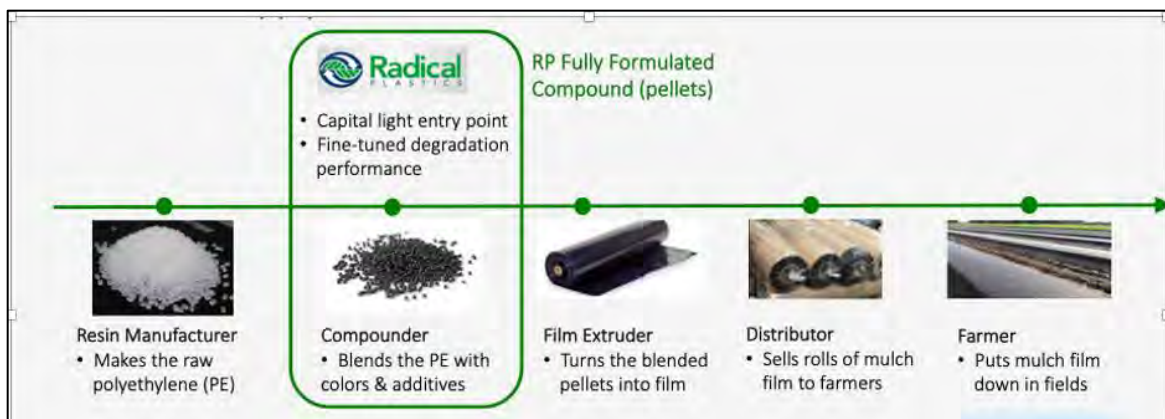 Radical
PLASTICS
• Capital light entry point
• Fine-tuned degradation
performance
RP Fully Formulated
Compound (pellets)
Resin Manufacturer
• Makes the raw
polyethylene (PE)
Compounder
• Blends the PE with
colors & additives
Film Extruder
• Turns the blended
pellets into film
Distributor
• Sells rolls of mulch
film to farmers
Farmer
• Puts mulch film
down in fields